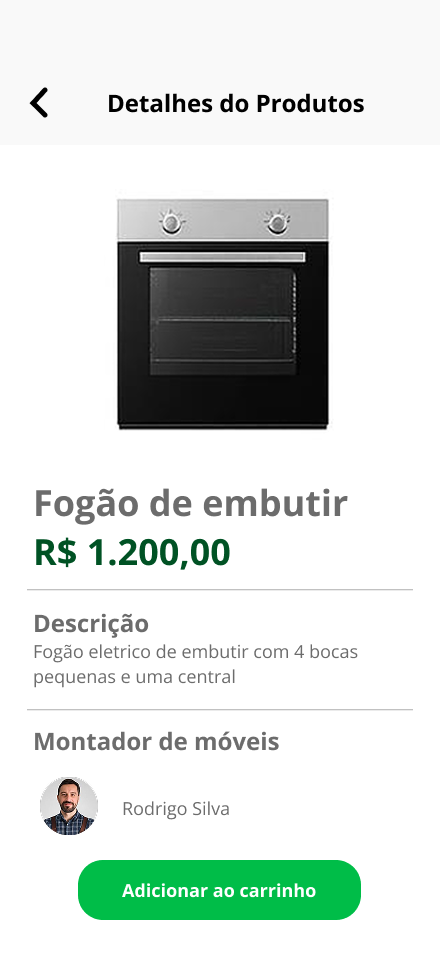 Detalhes do Produtos
Fogão de embutir
R$ 1.200,00
Descrição
Fogão eletrico de embutir com 4 bocas
pequenas e uma central
Montador de móveis
Rodrigo Silva
Adicionar ao carrinho